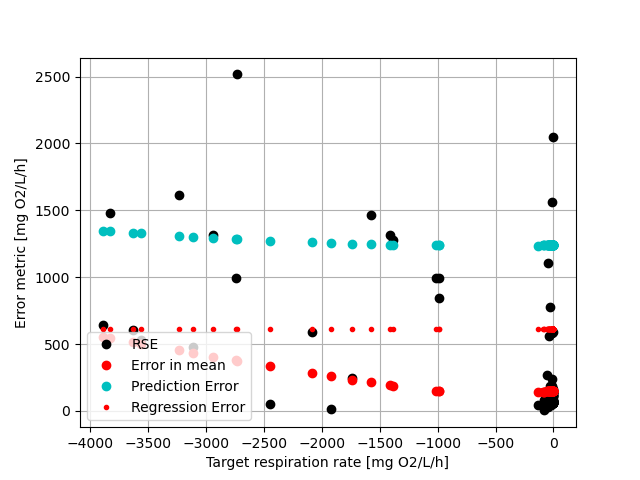 Error metric [mg O2/L/h]
2500
2000
1500
1000
500
0
RSE
Error in mean
Prediction Error
Regression Error
−4000 −3500 −3000 −2500 −2000 −1500 −1000 −500 0
Target respiration rate [mg O2/L/h]